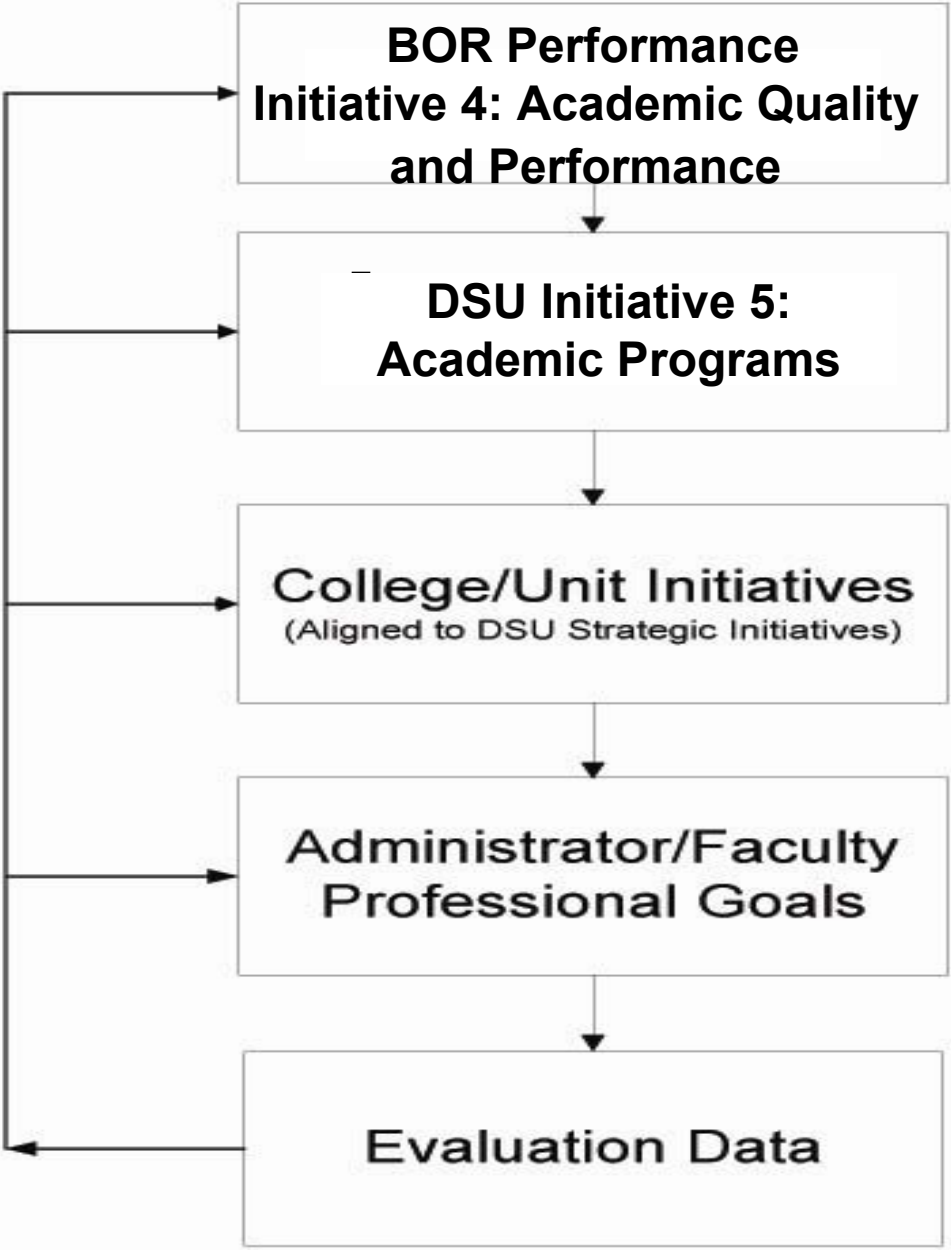 BOR Performance
Initiative 4: Academic Quality
and Performance
DSU Initiative 5:
Academic Programs
College/Unit Initiatives
(Aligned to DSU Strategic Initiatives)
Administrator/Faculty
Professional Goals
Evaluation Data